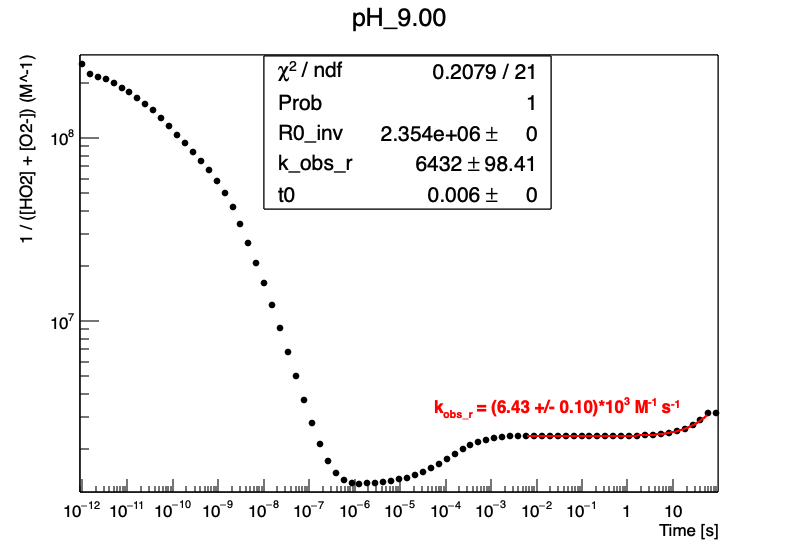 pH_9.00
χ² / ndf 0.2079 / 21
Prob 1
R0_inv 2.354e+06 ± 0
k_obs_r 6432 ± 98.41
t0 0.006 ± 0
1 / ([HO2] + [O2-]) (M^-1)
10⁸
10⁷
k_obs_r = (6.43 +/- 0.10)*10³ M⁻¹ s⁻¹
10⁻¹² 10⁻¹¹ 10⁻¹⁰ 10⁻⁹ 10⁻⁸ 10⁻⁷ 10⁻⁶ 10⁻⁵ 10⁻⁴ 10⁻³ 10⁻² 10⁻¹ 1 10
Time [s]